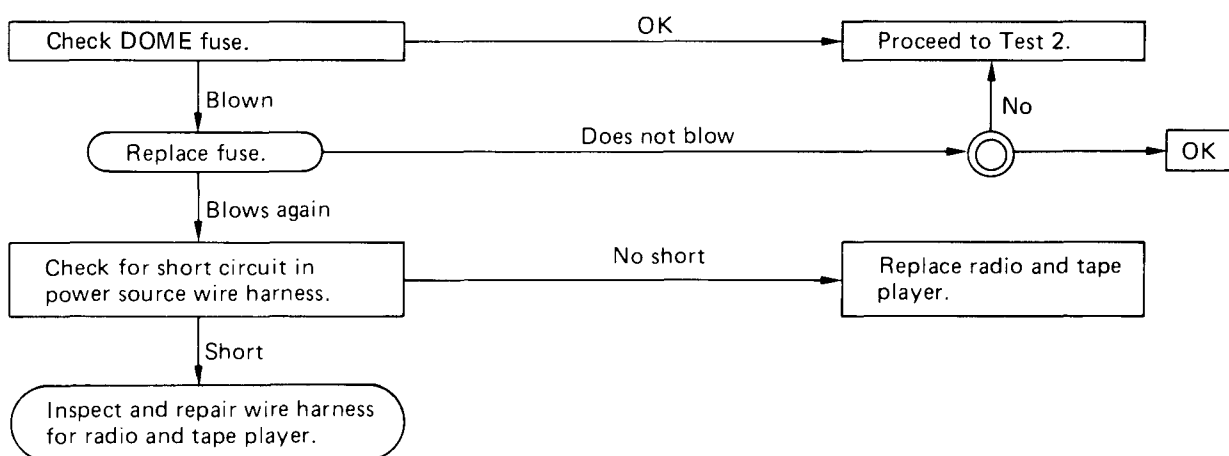 Check DOME fuse.
OK
Proceed to Test 2.
Blown
No
Replace fuse.
Does not blow
OK
Blows again
Check for short circuit in
power source wire harness.
No short
Replace radio and tape
player.
Short
Inspect and repair wire harness
for radio and tape player.